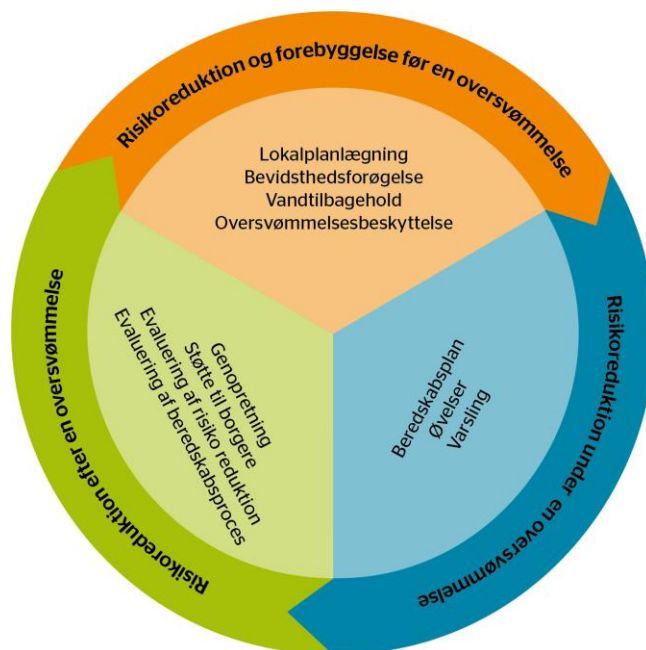 Risikoreduktion og forebyggelse før en oversvømmelse
Lokalplanlægning
Bevidsthedsforøgelse
Vandtilbagehold
Oversvømmelsesbeskyttelse
Risikoreduktion under en oversvømmelse
Beredskabsplan
Øvelser
Varsling
Risikoreduktion efter en oversvømmelse
Genopretning
Støtte til borgere
Evaluering af risiko reduktion
Evaluering af beredskabsproces